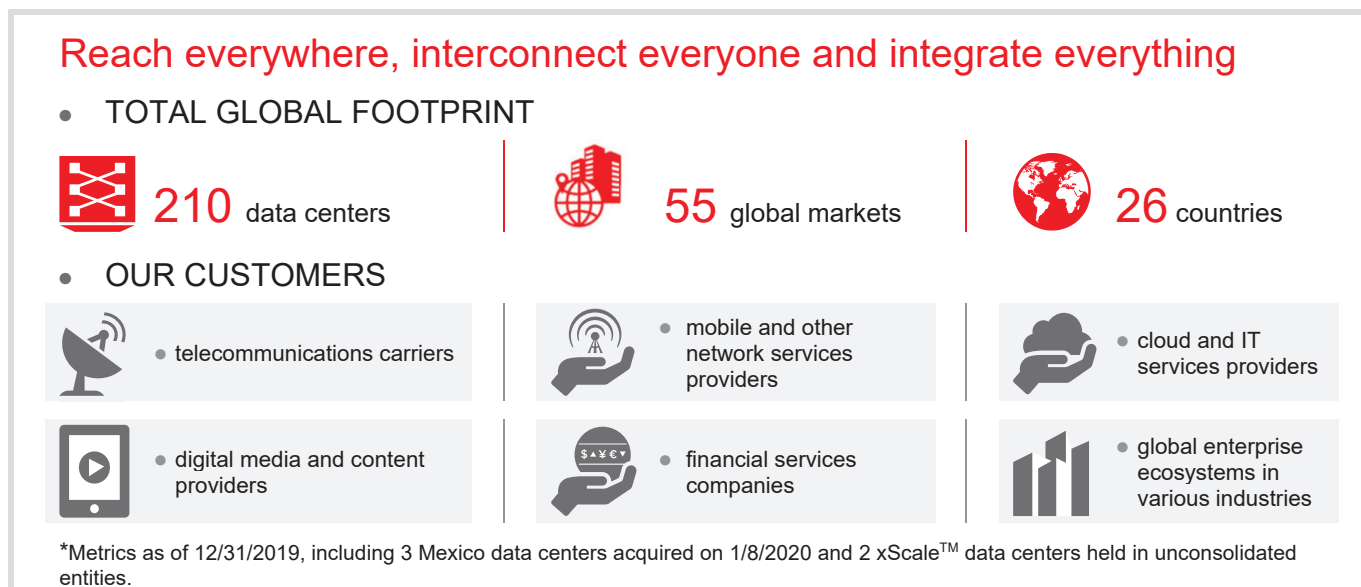 Reach everywhere, interconnect everyone and integrate everything
• TOTAL GLOBAL FOOTPRINT
210 data centers
55 global markets
26 countries
• OUR CUSTOMERS
• telecommunications carriers
• mobile and other
network services
providers
• cloud and IT
services providers
• digital media and content
providers
$▲¥€▼
• financial services
companies
• global enterprise
ecosystems in
various industries
*Metrics as of 12/31/2019, including 3 Mexico data centers acquired on 1/8/2020 and 2 xScale™ data centers held in unconsolidated
entities.